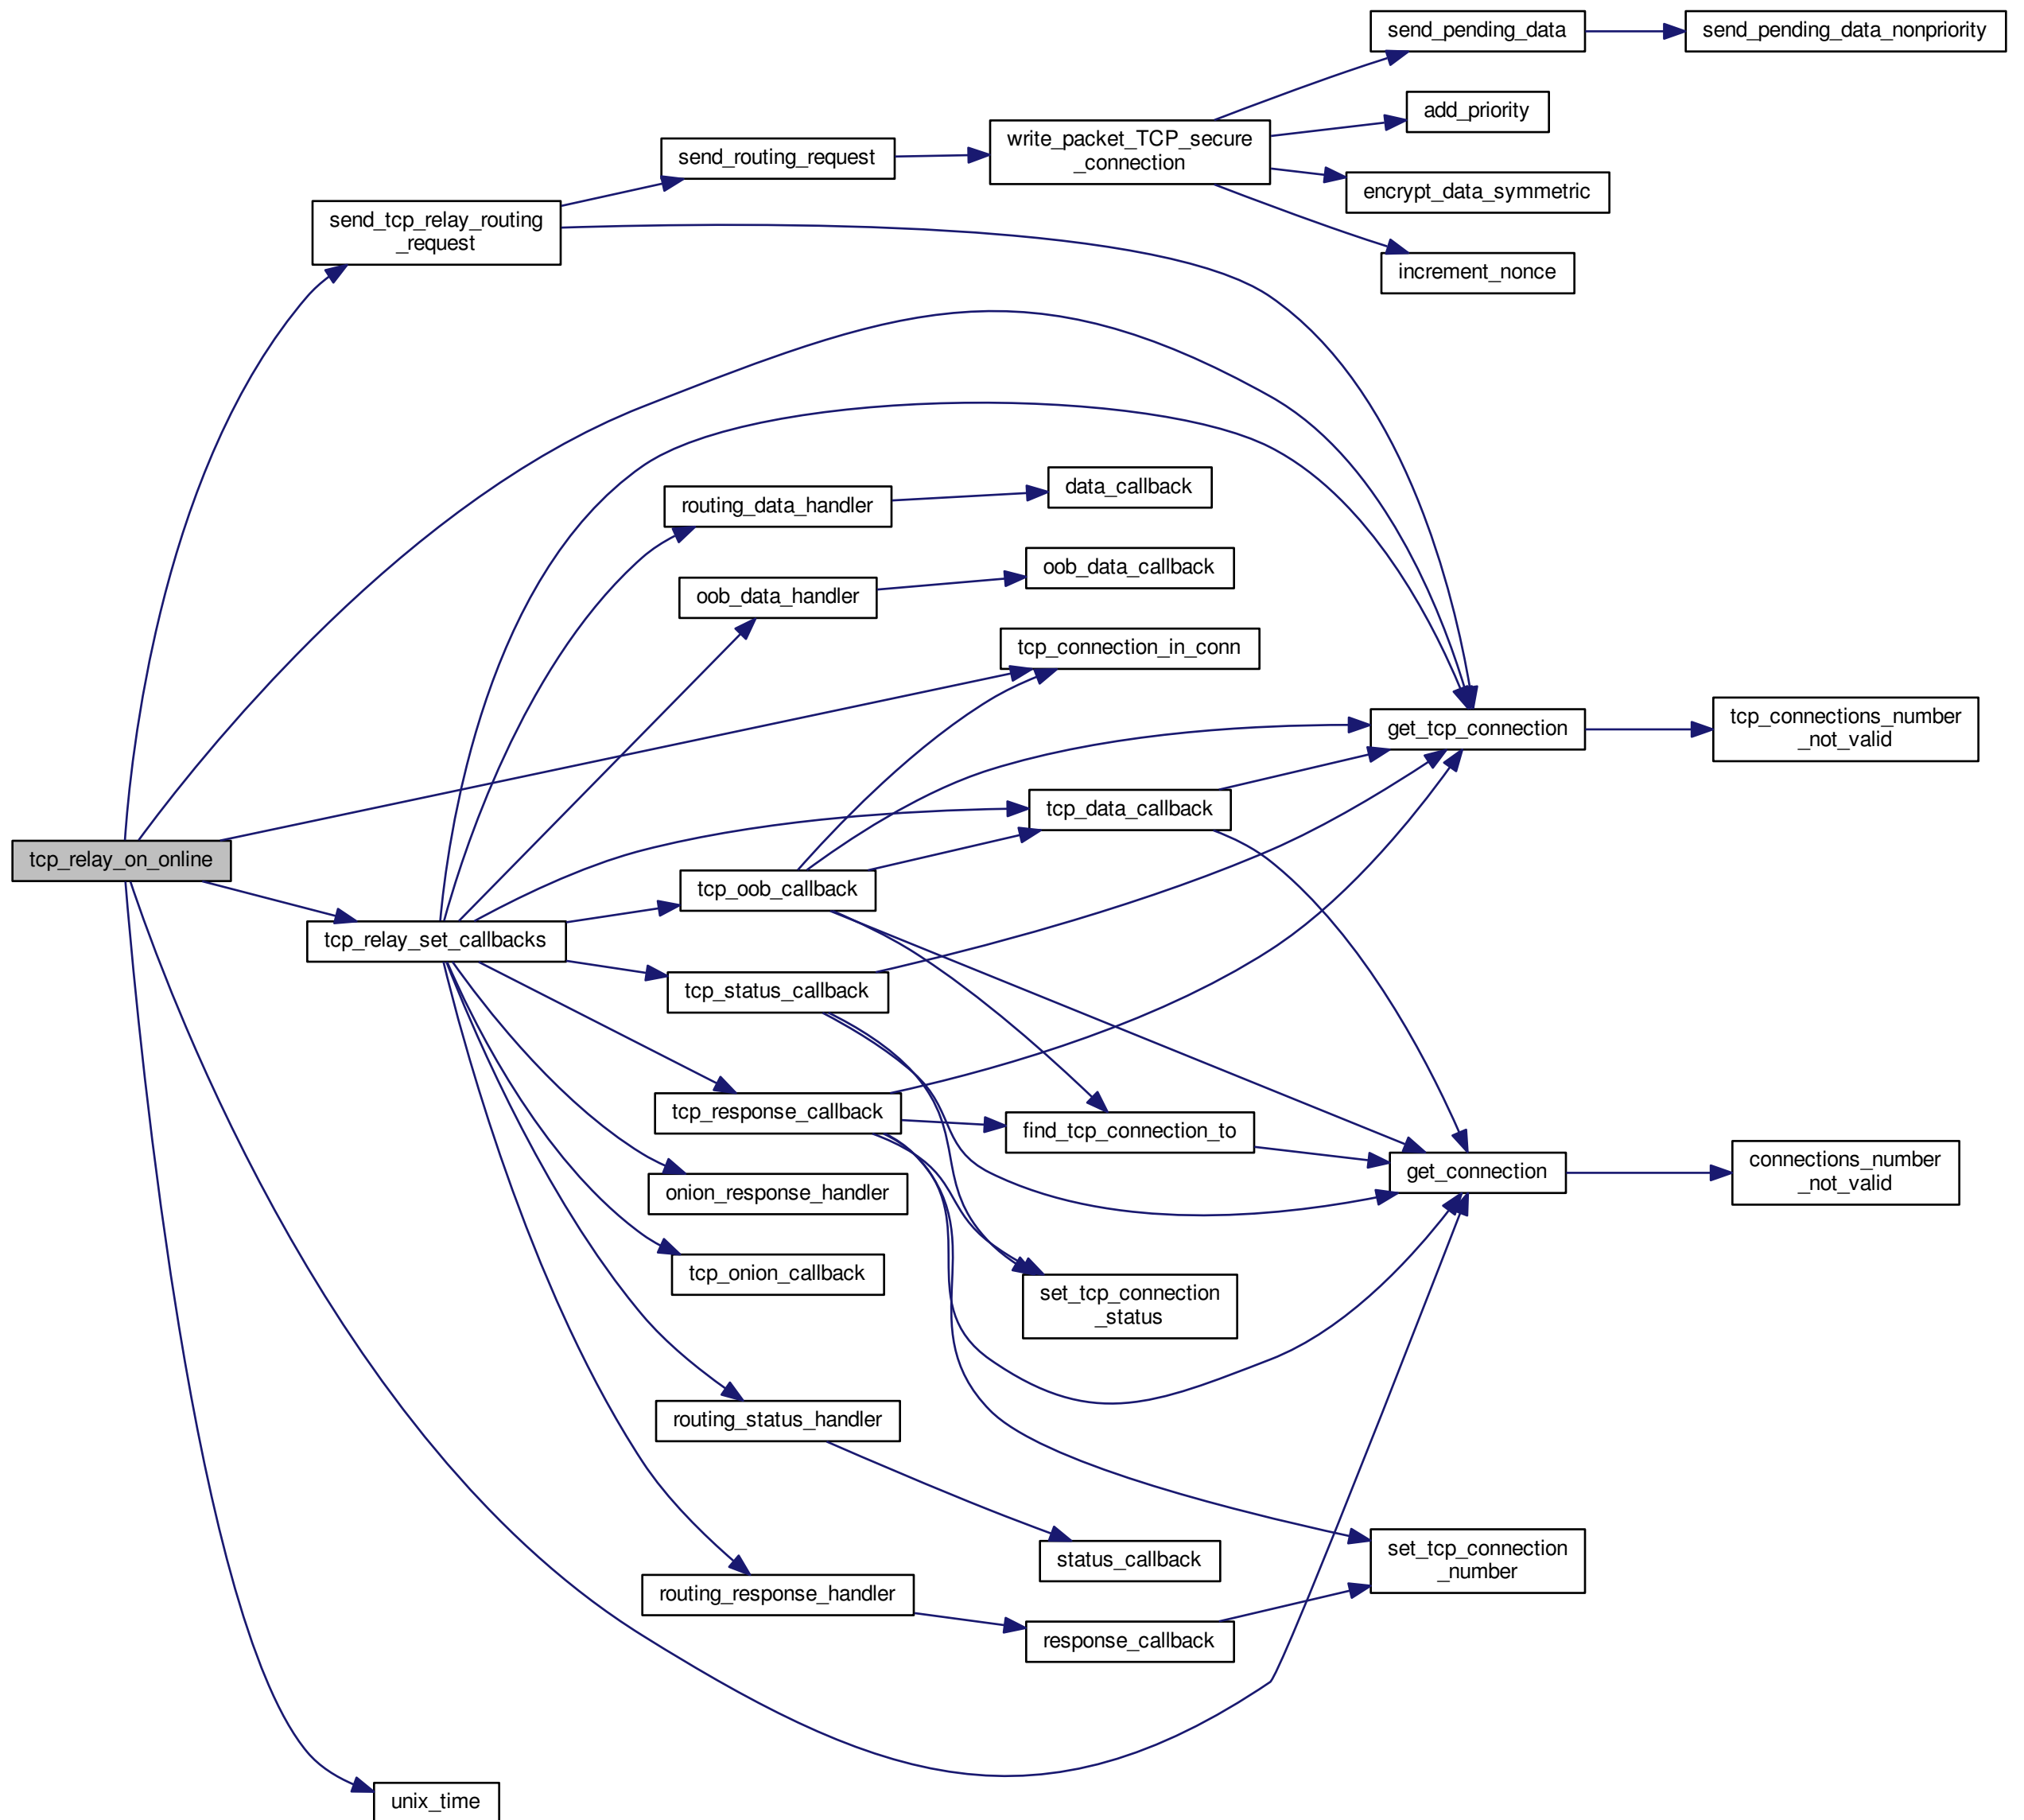 send_pending_data
send_pending_data_nonpriority
add_priority
write_packet_TCP_secure
_connection
send_routing_request
encrypt_data_symmetric
send_tcp_relay_routing
_request
increment_nonce
data_callback
routing_data_handler
oob_data_callback
oob_data_handler
tcp_connection_in_conn
get_tcp_connection
tcp_connections_number
_not_valid
tcp_data_callback
tcp_relay_on_online
tcp_oob_callback
tcp_relay_set_callbacks
tcp_status_callback
tcp_response_callback
find_tcp_connection_to
get_connection
connections_number
_not_valid
onion_response_handler
tcp_onion_callback
set_tcp_connection
_status
routing_status_handler
status_callback
set_tcp_connection
_number
routing_response_handler
response_callback
unix_time